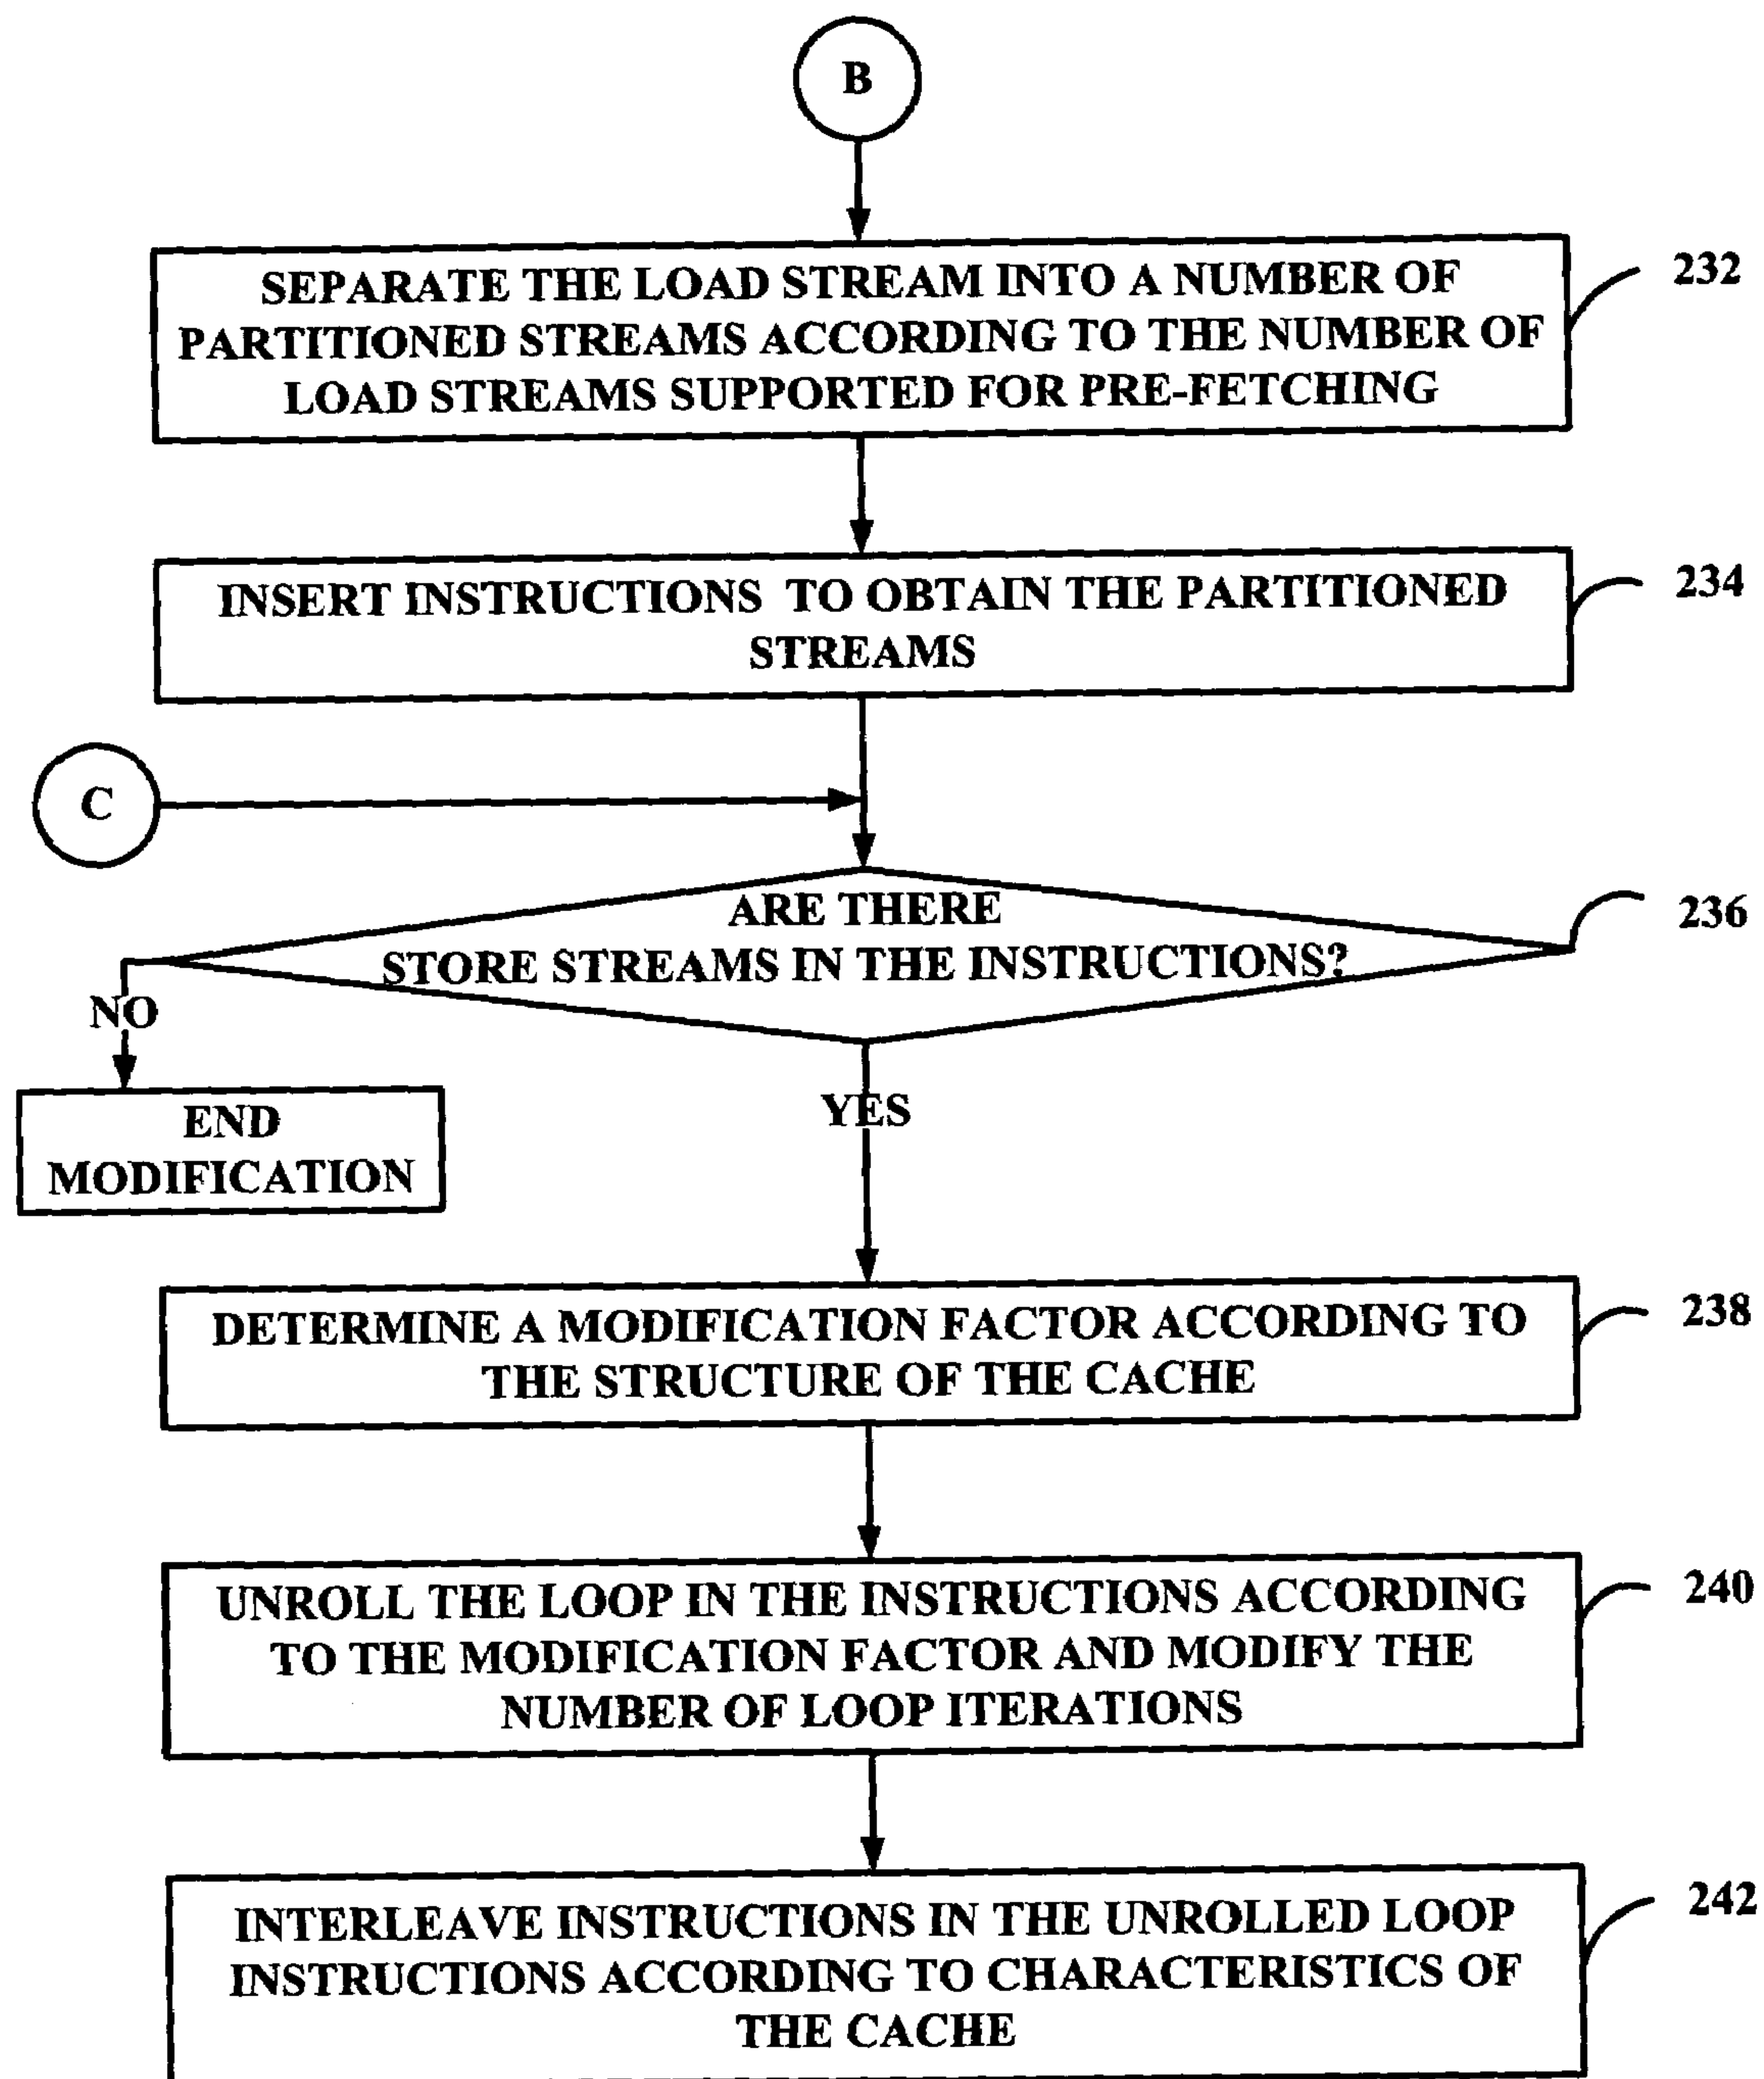 B
SEPARATE THE LOAD STREAM INTO A NUMBER OF
PARTITIONED STREAMS ACCORDING TO THE NUMBER OF
LOAD STREAMS SUPPORTED FOR PRE-FETCHING
232
INSERT INSTRUCTIONS TO OBTAIN THE PARTITIONED
STREAMS
234
C
ARE THERE
STORE STREAMS IN THE INSTRUCTIONS?
236
NO
END
MODIFICATION
YES
DETERMINE A MODIFICATION FACTOR ACCORDING TO
THE STRUCTURE OF THE CACHE
238
UNROLL THE LOOP IN THE INSTRUCTIONS ACCORDING
TO THE MODIFICATION FACTOR AND MODIFY THE
NUMBER OF LOOP ITERATIONS
240
INTERLEAVE INSTRUCTIONS IN THE UNROLLED LOOP
INSTRUCTIONS ACCORDING TO CHARACTERISTICS OF
THE CACHE
242